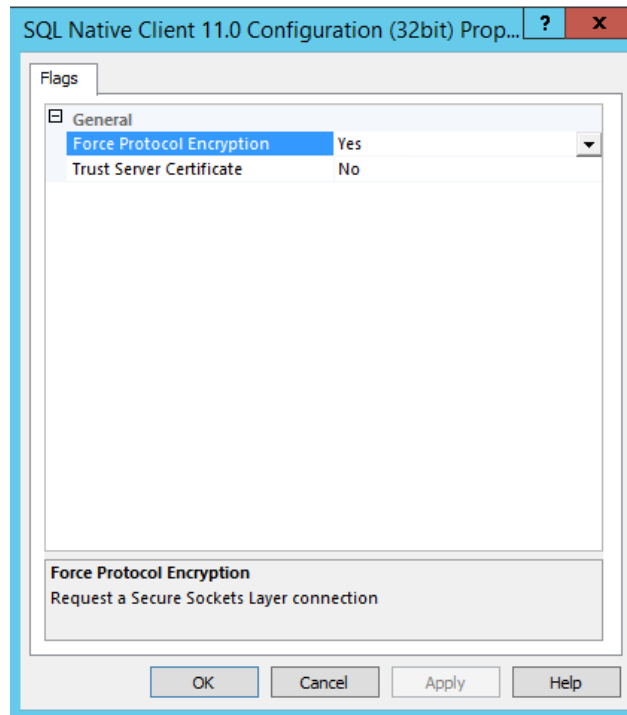 SQL Native Client 11.0 Configuration (32bit) Prop... ? x
Flags
General
Force Protocol Encryption Yes
Trust Server Certificate No
Force Protocol Encryption
Request a Secure Sockets Layer connection
OK Cancel Apply Help